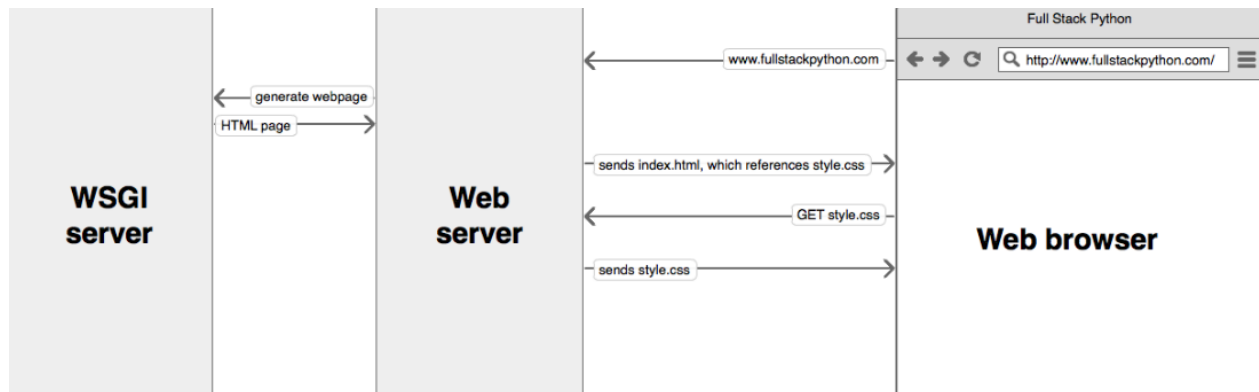 Full Stack Python
www.fullstackpython.com
http://www.fullstackpython.com/
generate webpage
HTML page
sends index.html, which references style.css
WSGI
server
Web
server
GET style.css
Web browser
sends style.css